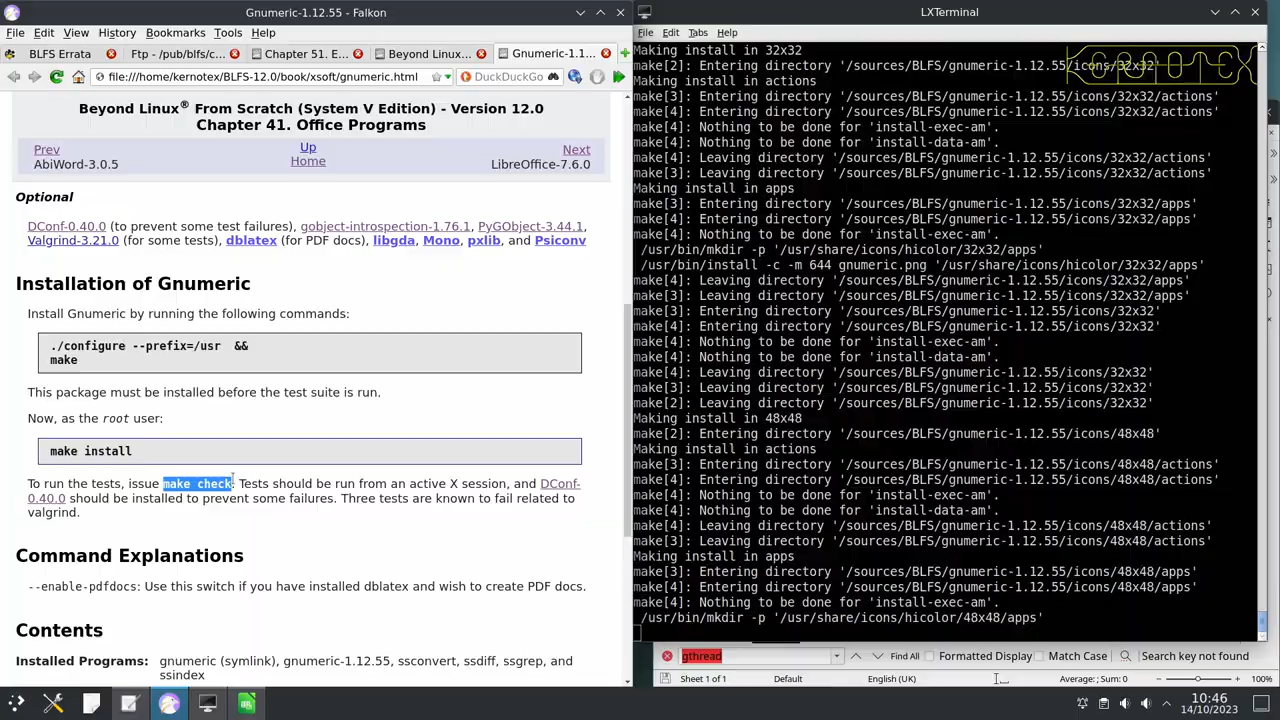 Gnumeric-1.12.55 - Falkon
File Edit View History Bookmarks Tools Help
BLFS Errata
Ftp - /pub/blfs/c...
Chapter 51. E...
Beyond Linux...
Gnumeric-1.1...
file:///home/kernotex/BLFS-12.0/book/xsoft/gnumeric.html
DuckDuckGo
Beyond Linux® From Scratch (System V Edition) - Version 12.0
Chapter 41. Office Programs
Prev Up Next
AbiWord-3.0.5 Home LibreOffice-7.6.0
Optional
DConf-0.40.0 (to prevent some test failures), gobject-introspection-1.76.1, PyGObject-3.44.1,
Valgrind-3.21.0 (for some tests), dblatex (for PDF docs), libgda, Mono, pxlib, and Psiconv
Installation of Gnumeric
Install Gnumeric by running the following commands:
./configure --prefix=/usr &&
make
This package must be installed before the test suite is run.
Now, as the root user:
make install
To run the tests, issue make check. Tests should be run from an active X session, and DConf-
0.40.0 should be installed to prevent some failures. Three tests are known to fail related to
valgrind.
Command Explanations
--enable-pdfdocs: Use this switch if you have installed dblatex and wish to create PDF docs.
Contents
Installed Programs: gnumeric (symlink), gnumeric-1.12.55, ssconvert, ssdiff, ssgrep, and
ssindex
LXTerminal
File Edit Tabs Help
KERNOTEX
Making install in 32x32
make[2]: Entering directory '/sources/BLFS/gnumeric-1.12.55/icons/32x32'
Making install in actions
make[3]: Entering directory '/sources/BLFS/gnumeric-1.12.55/icons/32x32/actions'
make[4]: Entering directory '/sources/BLFS/gnumeric-1.12.55/icons/32x32/actions'
make[4]: Nothing to be done for 'install-exec-am'.
make[4]: Nothing to be done for 'install-data-am'.
make[4]: Leaving directory '/sources/BLFS/gnumeric-1.12.55/icons/32x32/actions'
make[3]: Leaving directory '/sources/BLFS/gnumeric-1.12.55/icons/32x32/actions'
Making install in apps
make[3]: Entering directory '/sources/BLFS/gnumeric-1.12.55/icons/32x32/apps'
make[4]: Entering directory '/sources/BLFS/gnumeric-1.12.55/icons/32x32/apps'
make[4]: Nothing to be done for 'install-exec-am'.
/usr/bin/mkdir -p '/usr/share/icons/hicolor/32x32/apps'
/usr/bin/install -c -m 644 gnumeric.png '/usr/share/icons/hicolor/32x32/apps'
make[4]: Leaving directory '/sources/BLFS/gnumeric-1.12.55/icons/32x32/apps'
make[3]: Leaving directory '/sources/BLFS/gnumeric-1.12.55/icons/32x32/apps'
make[3]: Entering directory '/sources/BLFS/gnumeric-1.12.55/icons/32x32'
make[4]: Entering directory '/sources/BLFS/gnumeric-1.12.55/icons/32x32'
make[4]: Nothing to be done for 'install-exec-am'.
make[4]: Nothing to be done for 'install-data-am'.
make[4]: Leaving directory '/sources/BLFS/gnumeric-1.12.55/icons/32x32'
make[3]: Leaving directory '/sources/BLFS/gnumeric-1.12.55/icons/32x32'
make[2]: Leaving directory '/sources/BLFS/gnumeric-1.12.55/icons/32x32'
Making install in 48x48
make[2]: Entering directory '/sources/BLFS/gnumeric-1.12.55/icons/48x48'
Making install in actions
make[3]: Entering directory '/sources/BLFS/gnumeric-1.12.55/icons/48x48/actions'
make[4]: Entering directory '/sources/BLFS/gnumeric-1.12.55/icons/48x48/actions'
make[4]: Nothing to be done for 'install-exec-am'.
make[4]: Nothing to be done for 'install-data-am'.
make[4]: Leaving directory '/sources/BLFS/gnumeric-1.12.55/icons/48x48/actions'
make[3]: Leaving directory '/sources/BLFS/gnumeric-1.12.55/icons/48x48/actions'
Making install in apps
make[3]: Entering directory '/sources/BLFS/gnumeric-1.12.55/icons/48x48/apps'
make[4]: Entering directory '/sources/BLFS/gnumeric-1.12.55/icons/48x48/apps'
make[4]: Nothing to be done for 'install-exec-am'.
/usr/bin/mkdir -p '/usr/share/icons/hicolor/48x48/apps'
gthread Find All Formatted Display Match Case Search key not found
Sheet 1 of 1 Default English (UK) Average: ; Sum: 0 100%
10:46
14/10/2023